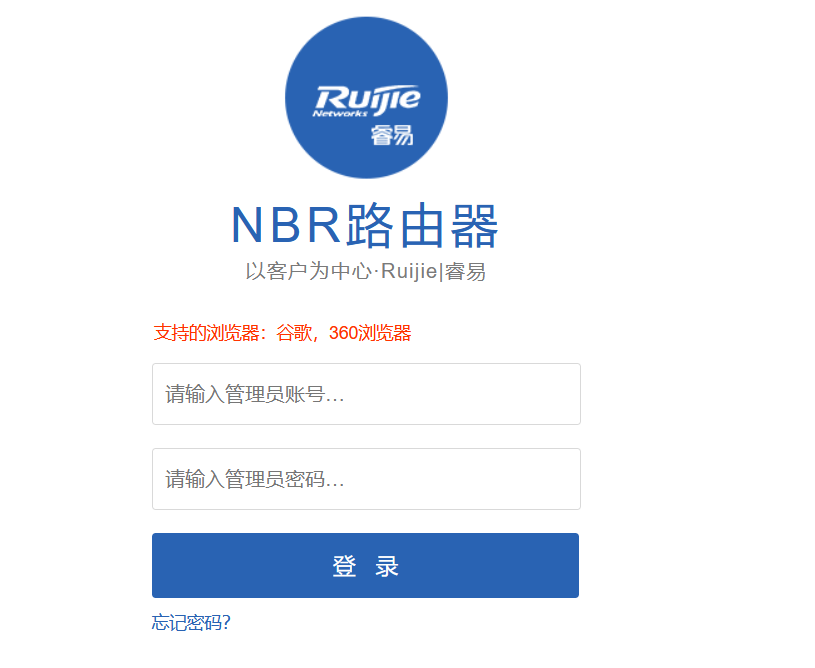 Ruijie
Networks
睿易
NBR路由器
以客户为中心·Ruijie|睿易
支持的浏览器：谷歌，360浏览器
请输入管理员账号...
请输入管理员密码...
登 录
忘记密码?